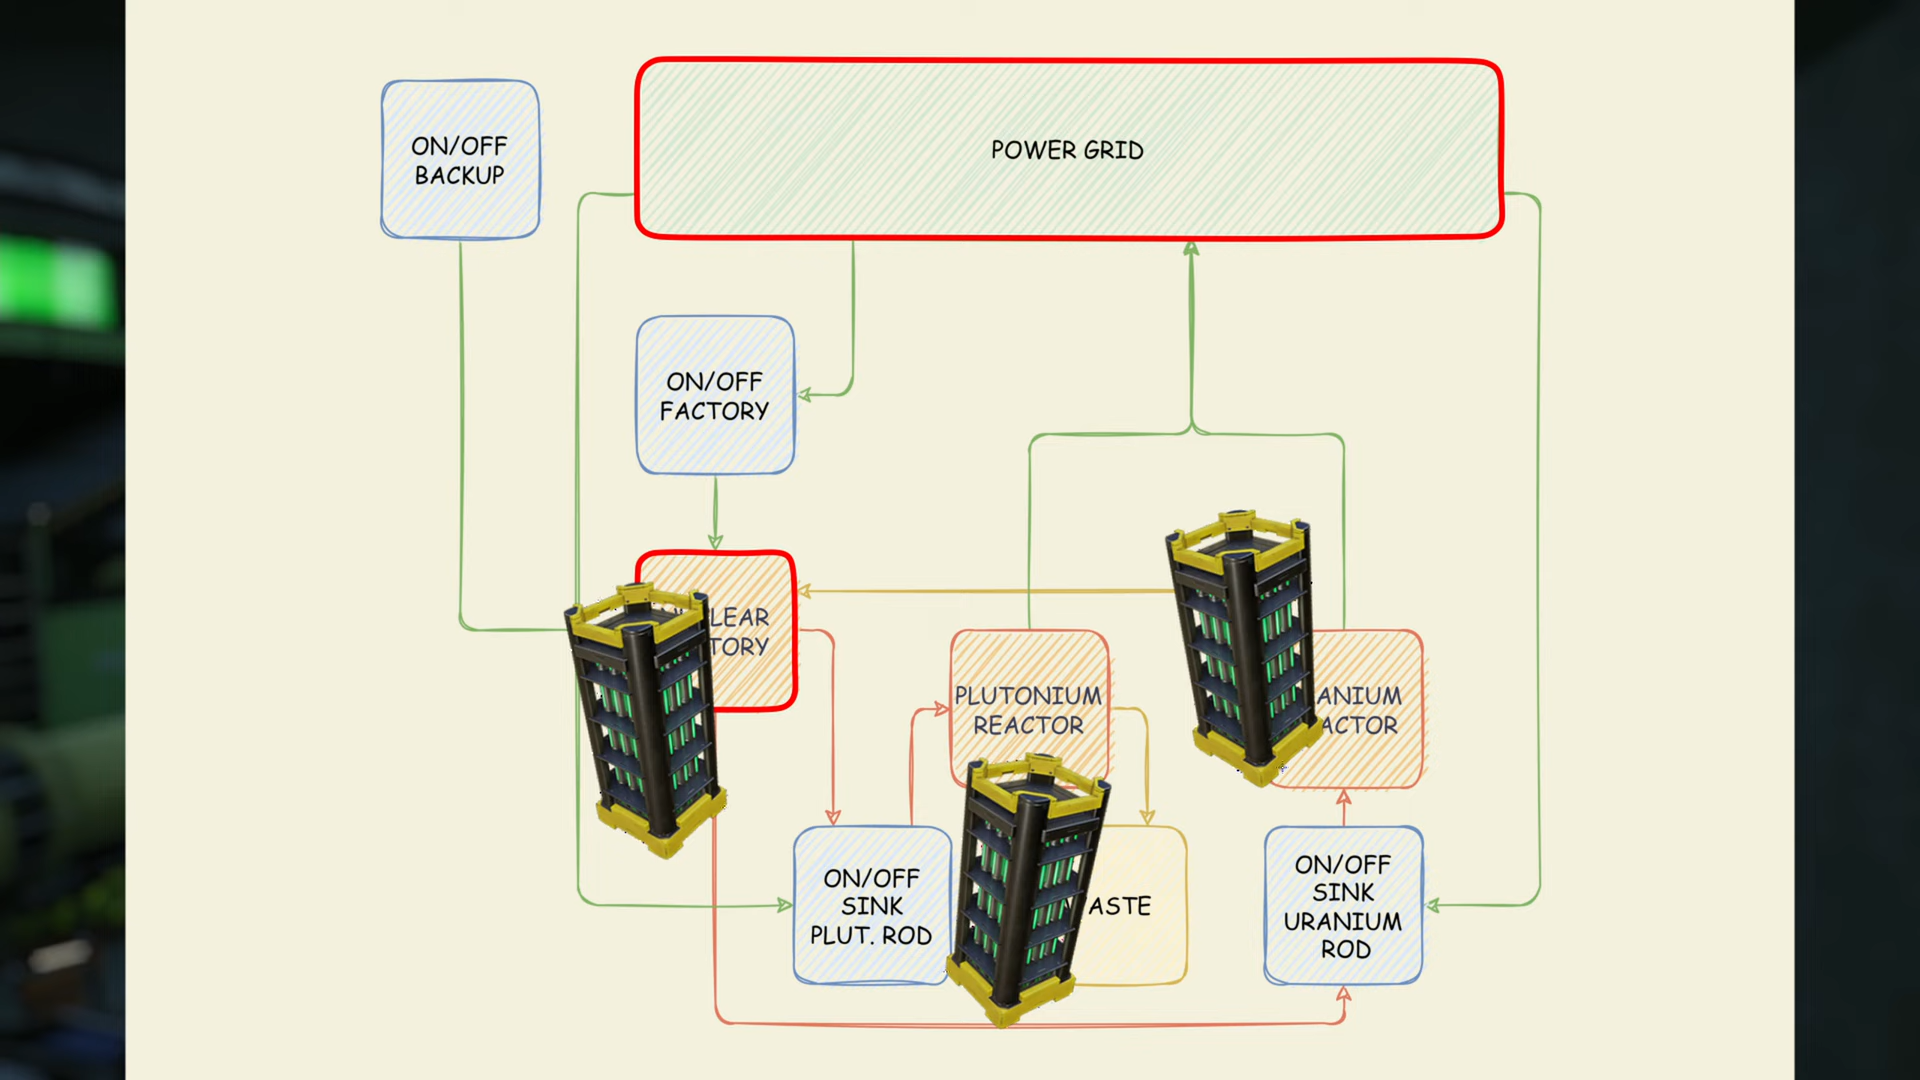 ON/OFF
BACKUP
POWER GRID
ON/OFF
FACTORY
LEAR
TORY
PLUTONIUM
REACTOR
ANIUM
ACTOR
ON/OFF
SINK
PLUT. ROD
ASTE
ON/OFF
SINK
URANIUM
ROD